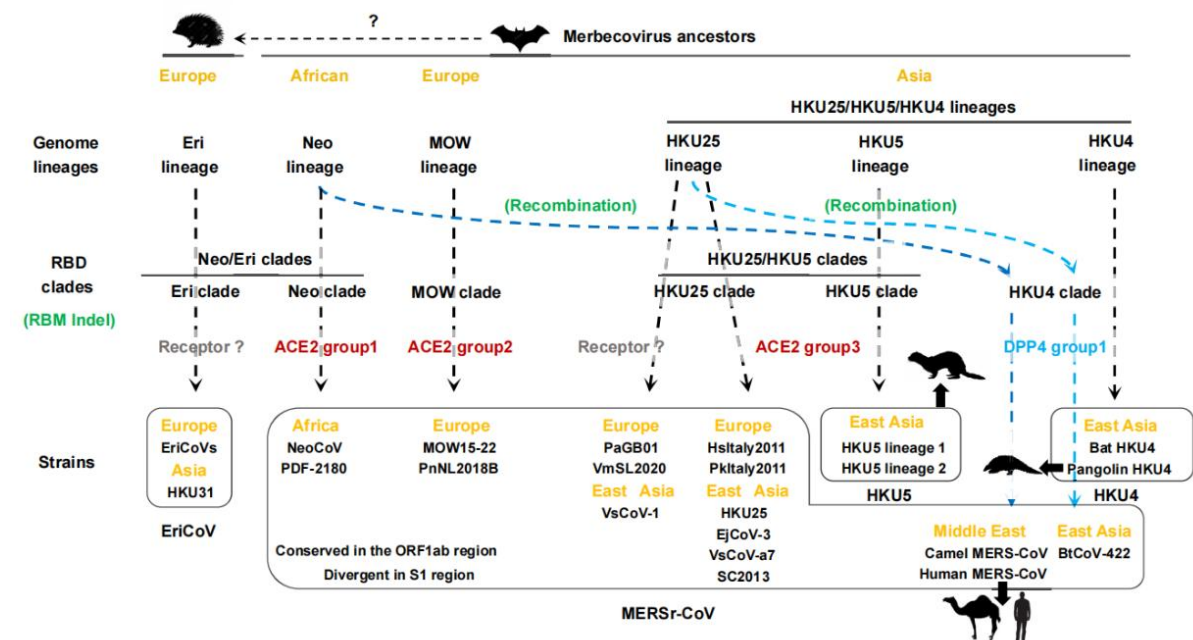 ?
Merbecovirus ancestors
Europe African Europe Asia
HKU25/HKU5/HKU4 lineages
Genome lineages
Eri lineage
Neo lineage
MOW lineage
HKU25 lineage
HKU5 lineage
HKU4 lineage
(Recombination) (Recombination)
RBD clades
(RBM Indel)
Neo/Eri clades
HKU25/HKU5 clades
Eri clade Neo clade MOW clade HKU25 clade HKU5 clade HKU4 clade
Receptor ? ACE2 group1 ACE2 group2 Receptor ? ACE2 group3 DPP4 group1
Strains
Europe
EriCoVs
Asia
HKU31
EriCoV
Africa
NeoCoV
PDF-2180
Europe
MOW15-22
PnNL2018B
Conserved in the ORF1ab region
Divergent in S1 region
Europe
PaGB01
VmSL2020
East Asia
VsCoV-1
Europe
HsItaly2011
PkItaly2011
East Asia
HKU25
EjCoV-3
VsCoV-a7
SC2013
East Asia
HKU5 lineage 1
HKU5 lineage 2
HKU5
East Asia
Bat HKU4
Pangolin HKU4
HKU4
Middle East
Camel MERS-CoV
Human MERS-CoV
East Asia
BtCoV-422
MERSr-CoV